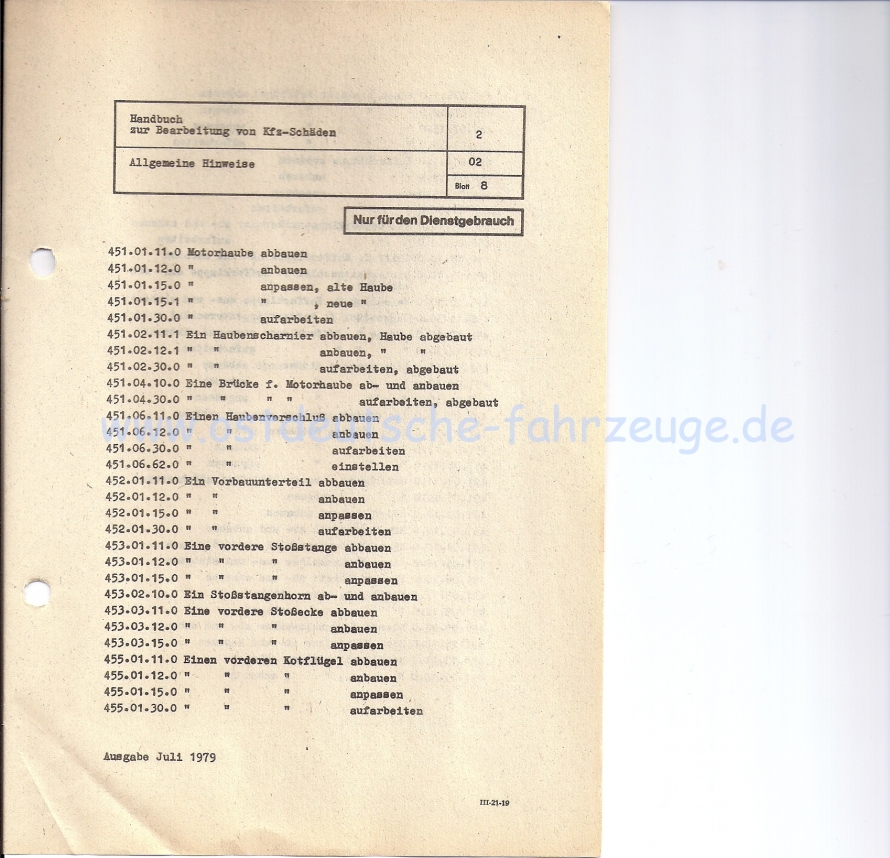 Handbuch
zur Bearbeitung von Kfz-Schäden
2
Allgemeine Hinweise
02
Blatt 8
Nur für den Dienstgebrauch
451.01.11.0 Motorhaube abbauen
451.01.12.0 " anbauen
451.01.15.0 " anpassen, alte Haube
451.01.15.1 " " , neue "
451.01.30.0 " aufarbeiten
451.02.11.1 Ein Haubenscharnier abbauen, Haube abgebaut
451.02.12.1 " " anbauen, " "
451.02.30.0 " " aufarbeiten, abgebaut
451.04.10.0 Eine Brücke f. Motorhaube ab- und anbauen
451.04.30.0 " " " " aufarbeiten, abgebaut
451.06.11.0 Einen Haubenverschluß abbauen
www.ostdeutsche-fahrzeuge.de
451.06.12.0 " " anbauen
451.06.30.0 " " aufarbeiten
451.06.62.0 " " einstellen
452.01.11.0 Ein Vorbauunterteil abbauen
452.01.12.0 " " anbauen
452.01.15.0 " " anpassen
452.01.30.0 " " aufarbeiten
453.01.11.0 Eine vordere Stoßstange abbauen
453.01.12.0 " " " anbauen
453.01.15.0 " " " anpassen
453.02.10.0 Ein Stoßstangenhorn ab- und anbauen
453.03.11.0 Eine vordere Stoßecke abbauen
453.03.12.0 " " " anbauen
453.03.15.0 " " " anpassen
455.01.11.0 Einen vorderen Kotflügel abbauen
455.01.12.0 " " " anbauen
455.01.15.0 " " " anpassen
455.01.30.0 " " " aufarbeiten
Ausgabe Juli 1979
III-21-19